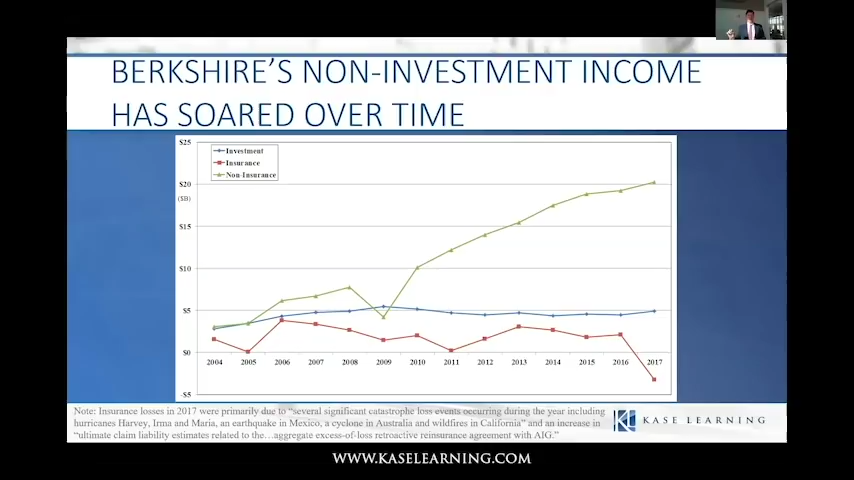 BERKSHIRE'S NON-INVESTMENT INCOME
HAS SOARED OVER TIME
$25
Investment
Insurance
Non-Insurance
$20
($B)
$15
$10
$5
$0
2004 2005 2006 2007 2008 2009 2010 2011 2012 2013 2014 2015 2016 2017
-$5
Note: Insurance losses in 2017 were primarily due to "several significant catastrophe loss events occurring during the year including
hurricanes Harvey, Irma and Maria, an earthquake in Mexico, a cyclone in Australia and wildfires in California" and an increase in
"ultimate claim liability estimates related to the…aggregate excess-of-loss retroactive reinsurance agreement with AIG."
KASE LEARNING
WWW.KASELEARNING.COM